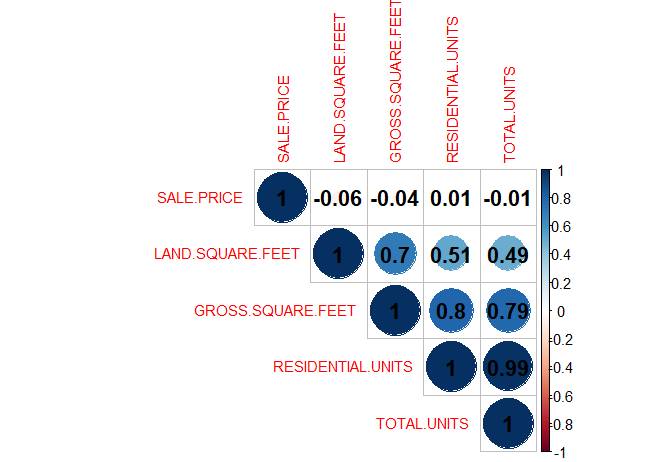 SALE.PRICE
LAND.SQUARE.FEET
GROSS.SQUARE.FEET
RESIDENTIAL.UNITS
TOTAL.UNITS
SALE.PRICE 1 -0.06 -0.04 0.01 -0.01
LAND.SQUARE.FEET 1 0.7 0.51 0.49
GROSS.SQUARE.FEET 1 0.8 0.79
RESIDENTIAL.UNITS 1 0.99
TOTAL.UNITS 1
1
0.8
0.6
0.4
0.2
0
-0.2
-0.4
-0.6
-0.8
-1